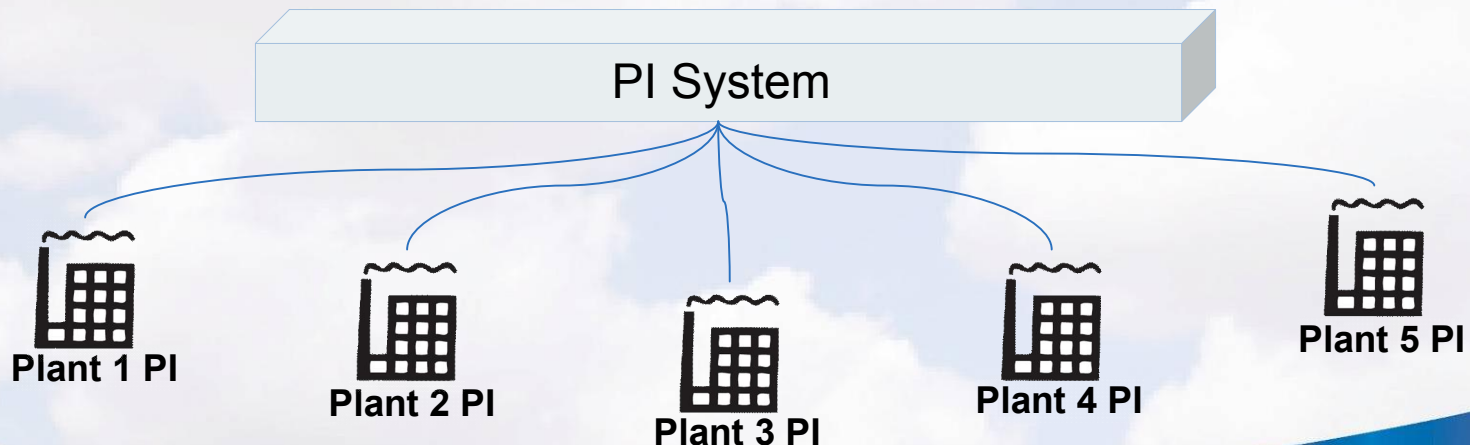 PI System
Plant 1 PI
Plant 2 PI
Plant 3 PI
Plant 4 PI
Plant 5 PI